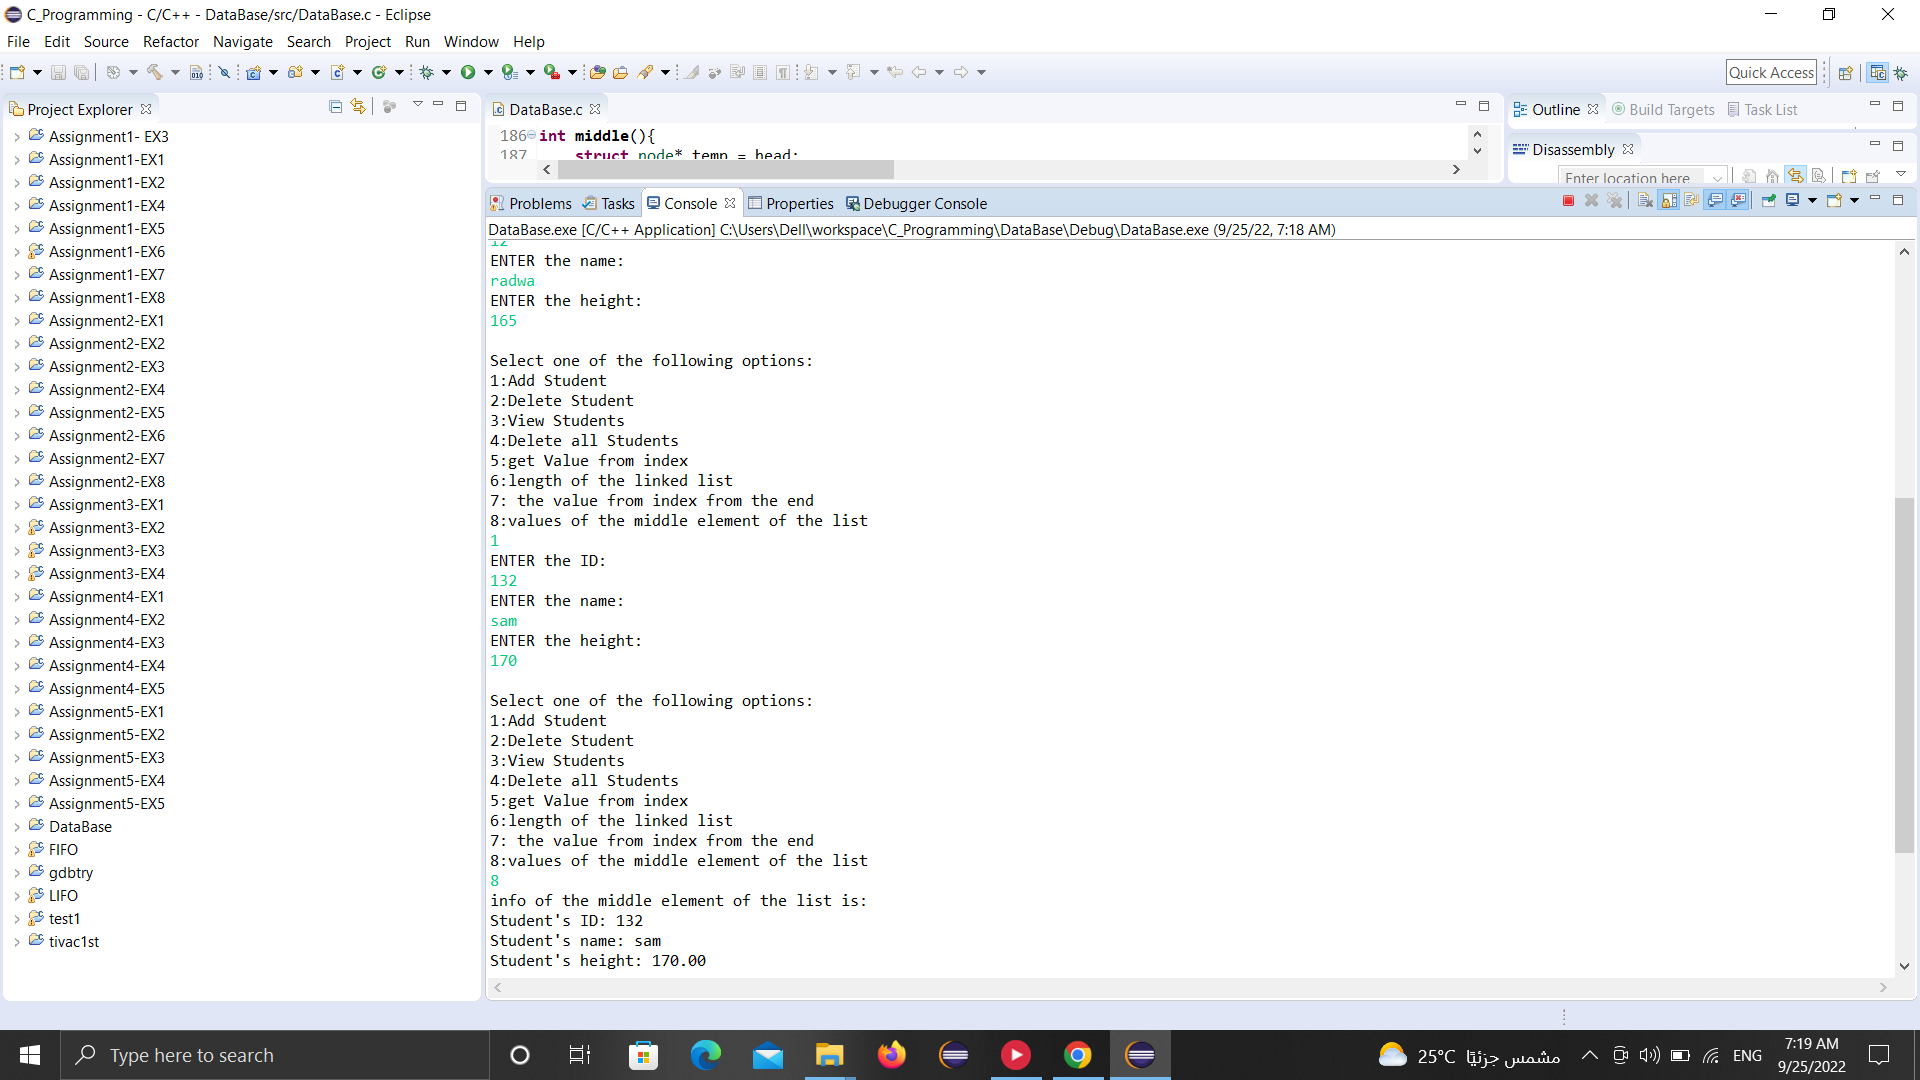 C_Programming - C/C++ - DataBase/src/DataBase.c - Eclipse
File Edit Source Refactor Navigate Search Project Run Window Help
Quick Access
Project Explorer
Assignment1- EX3
Assignment1-EX1
Assignment1-EX2
Assignment1-EX4
Assignment1-EX5
Assignment1-EX6
Assignment1-EX7
Assignment1-EX8
Assignment2-EX1
Assignment2-EX2
Assignment2-EX3
Assignment2-EX4
Assignment2-EX5
Assignment2-EX6
Assignment2-EX7
Assignment2-EX8
Assignment3-EX1
Assignment3-EX2
Assignment3-EX3
Assignment3-EX4
Assignment4-EX1
Assignment4-EX2
Assignment4-EX3
Assignment4-EX4
Assignment4-EX5
Assignment5-EX1
Assignment5-EX2
Assignment5-EX3
Assignment5-EX4
Assignment5-EX5
DataBase
FIFO
gdbtry
LIFO
test1
tivac1st
DataBase.c
186 int middle(){
187 struct node* temp = head;
Outline Build Targets Task List
Disassembly
Enter location here
Problems Tasks Console Properties Debugger Console
DataBase.exe [C/C++ Application] C:\Users\Dell\workspace\C_Programming\DataBase\Debug\DataBase.exe (9/25/22, 7:18 AM)
12
ENTER the name:
radwa
ENTER the height:
165
Select one of the following options:
1:Add Student
2:Delete Student
3:View Students
4:Delete all Students
5:get Value from index
6:length of the linked list
7: the value from index from the end
8:values of the middle element of the list
1
ENTER the ID:
132
ENTER the name:
sam
ENTER the height:
170
Select one of the following options:
1:Add Student
2:Delete Student
3:View Students
4:Delete all Students
5:get Value from index
6:length of the linked list
7: the value from index from the end
8:values of the middle element of the list
8
info of the middle element of the list is:
Student's ID: 132
Student's name: sam
Student's height: 170.00
Type here to search
25°C مشمس جزئيًا
ENG
7:19 AM
9/25/2022